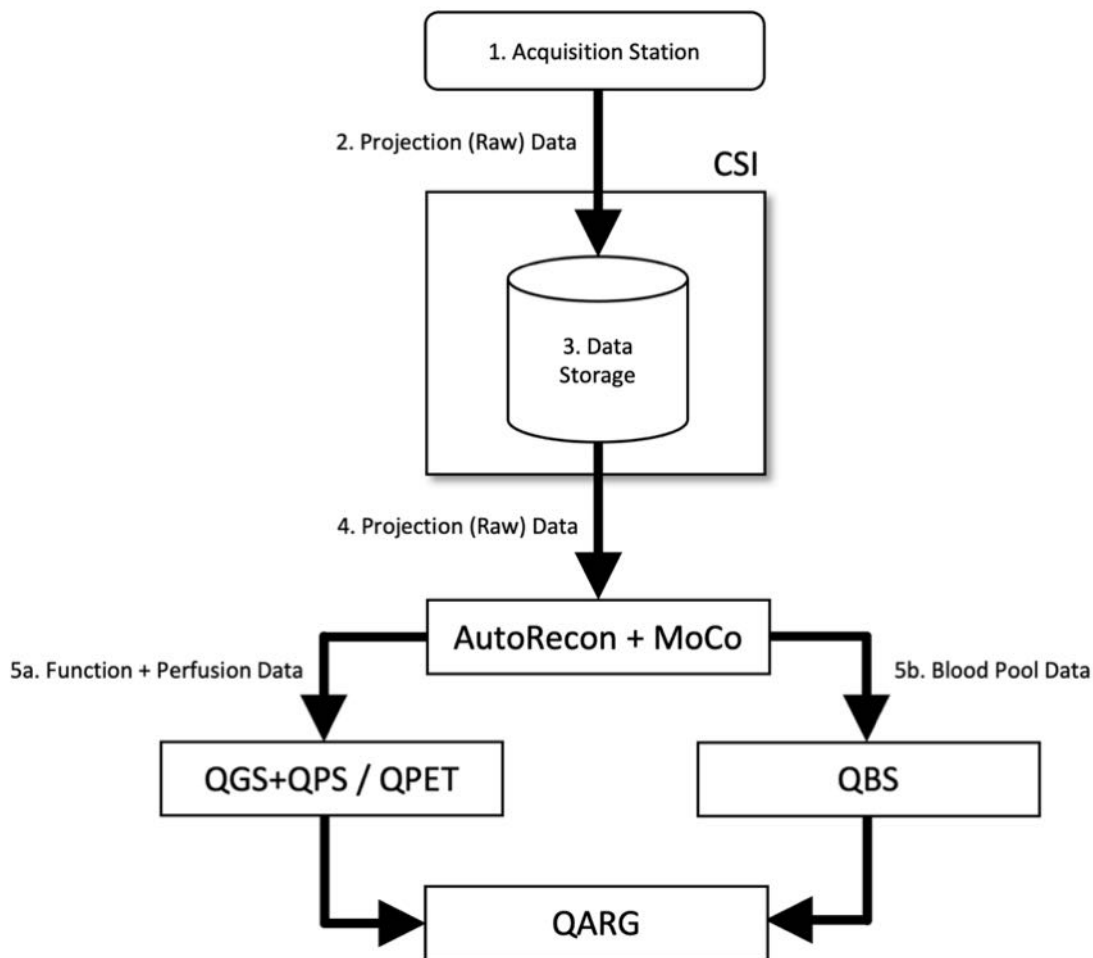 1. Acquisition Station
2. Projection (Raw) Data
CSI
3. Data
Storage
4. Projection (Raw) Data
AutoRecon + MoCo
5a. Function + Perfusion Data
5b. Blood Pool Data
QGS+QPS / QPET
QBS
QARG